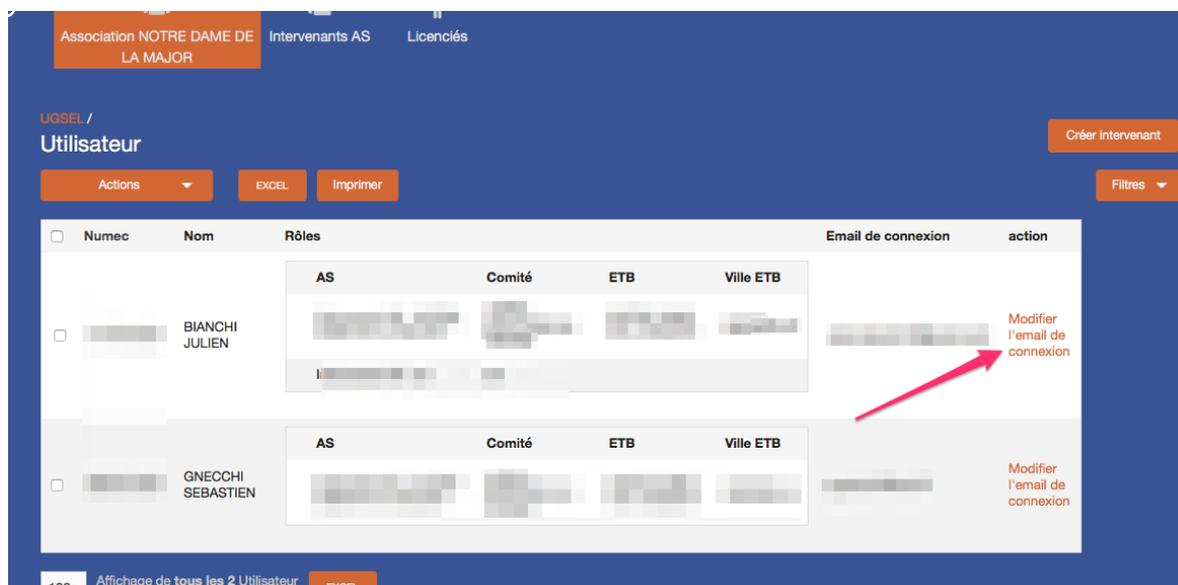 Association NOTRE DAME DE
LA MAJOR
Intervenants AS
Licenciés
UGSEL /
Utilisateur
Créer intervenant
Actions
EXCEL
Imprimer
Filtres
Numec Nom Rôles Email de connexion action
AS Comité ETB Ville ETB
BIANCHI
JULIEN
Modifier
l'email de
connexion
AS Comité ETB Ville ETB
GNECCHI
SEBASTIEN
Modifier
l'email de
connexion
Affichage de tous les 2 Utilisateur